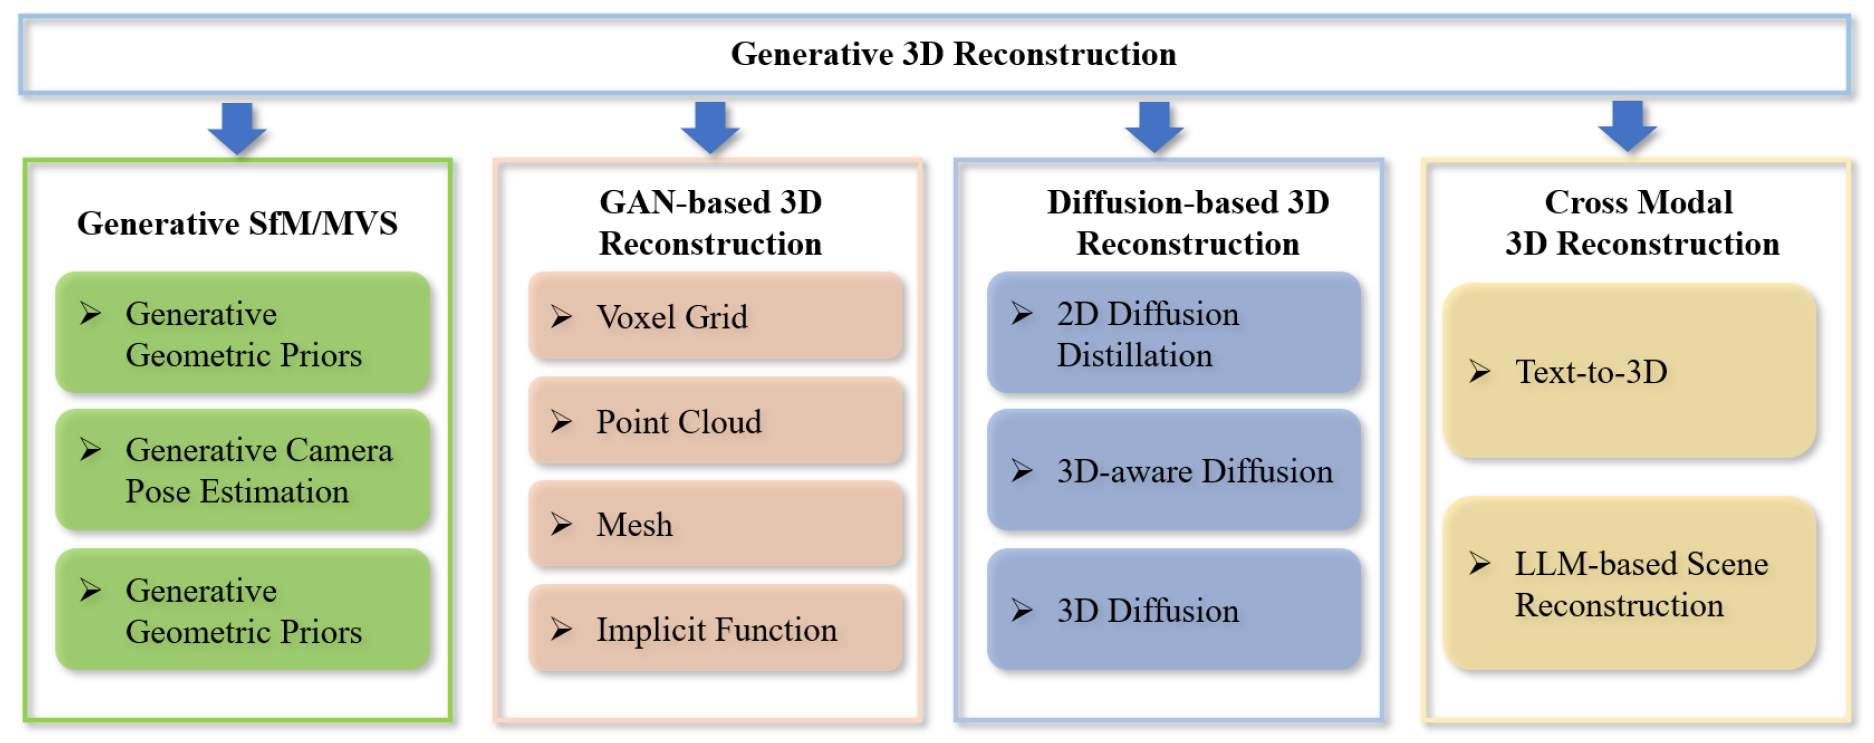 Generative 3D Reconstruction
Generative SfM/MVS
Generative
Geometric Priors
Generative Camera
Pose Estimation
Generative
Geometric Priors
GAN-based 3D
Reconstruction
Voxel Grid
Point Cloud
Mesh
Implicit Function
Diffusion-based 3D
Reconstruction
2D Diffusion
Distillation
3D-aware Diffusion
3D Diffusion
Cross Modal
3D Reconstruction
Text-to-3D
LLM-based Scene
Reconstruction